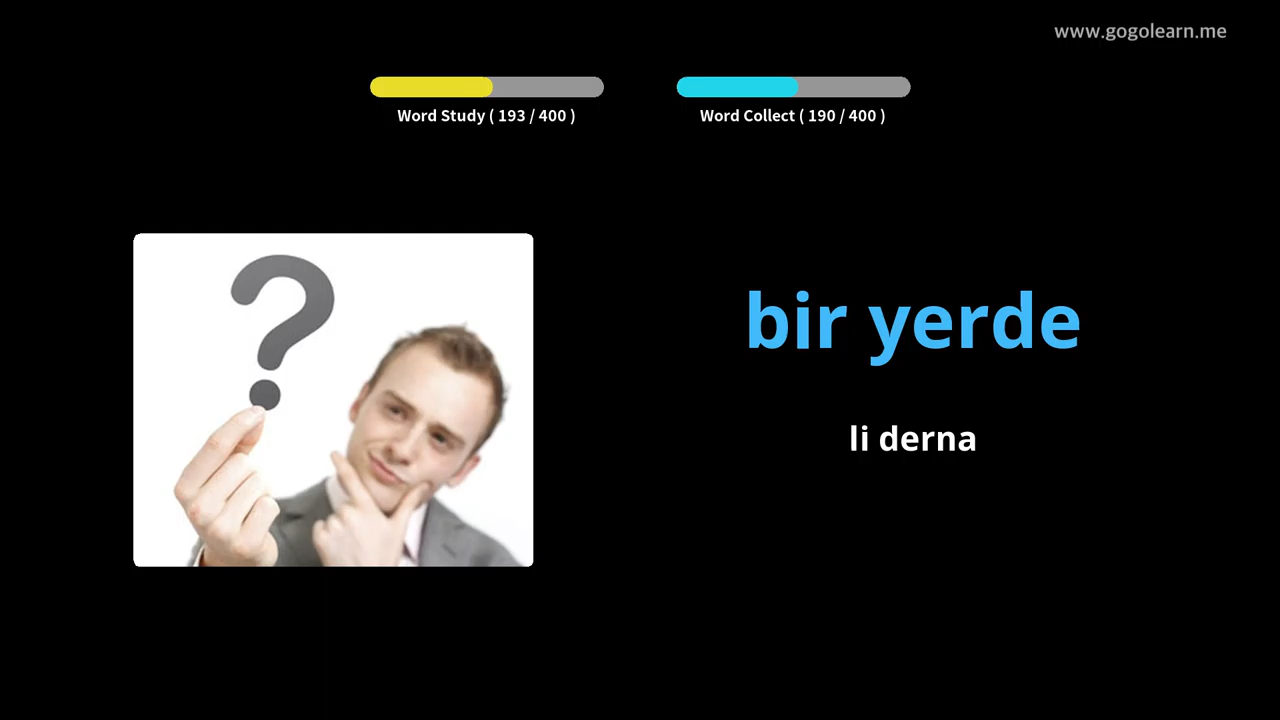 www.gogolearn.me
Word Study ( 193 / 400 )
Word Collect ( 190 / 400 )
bir yerde
li derna